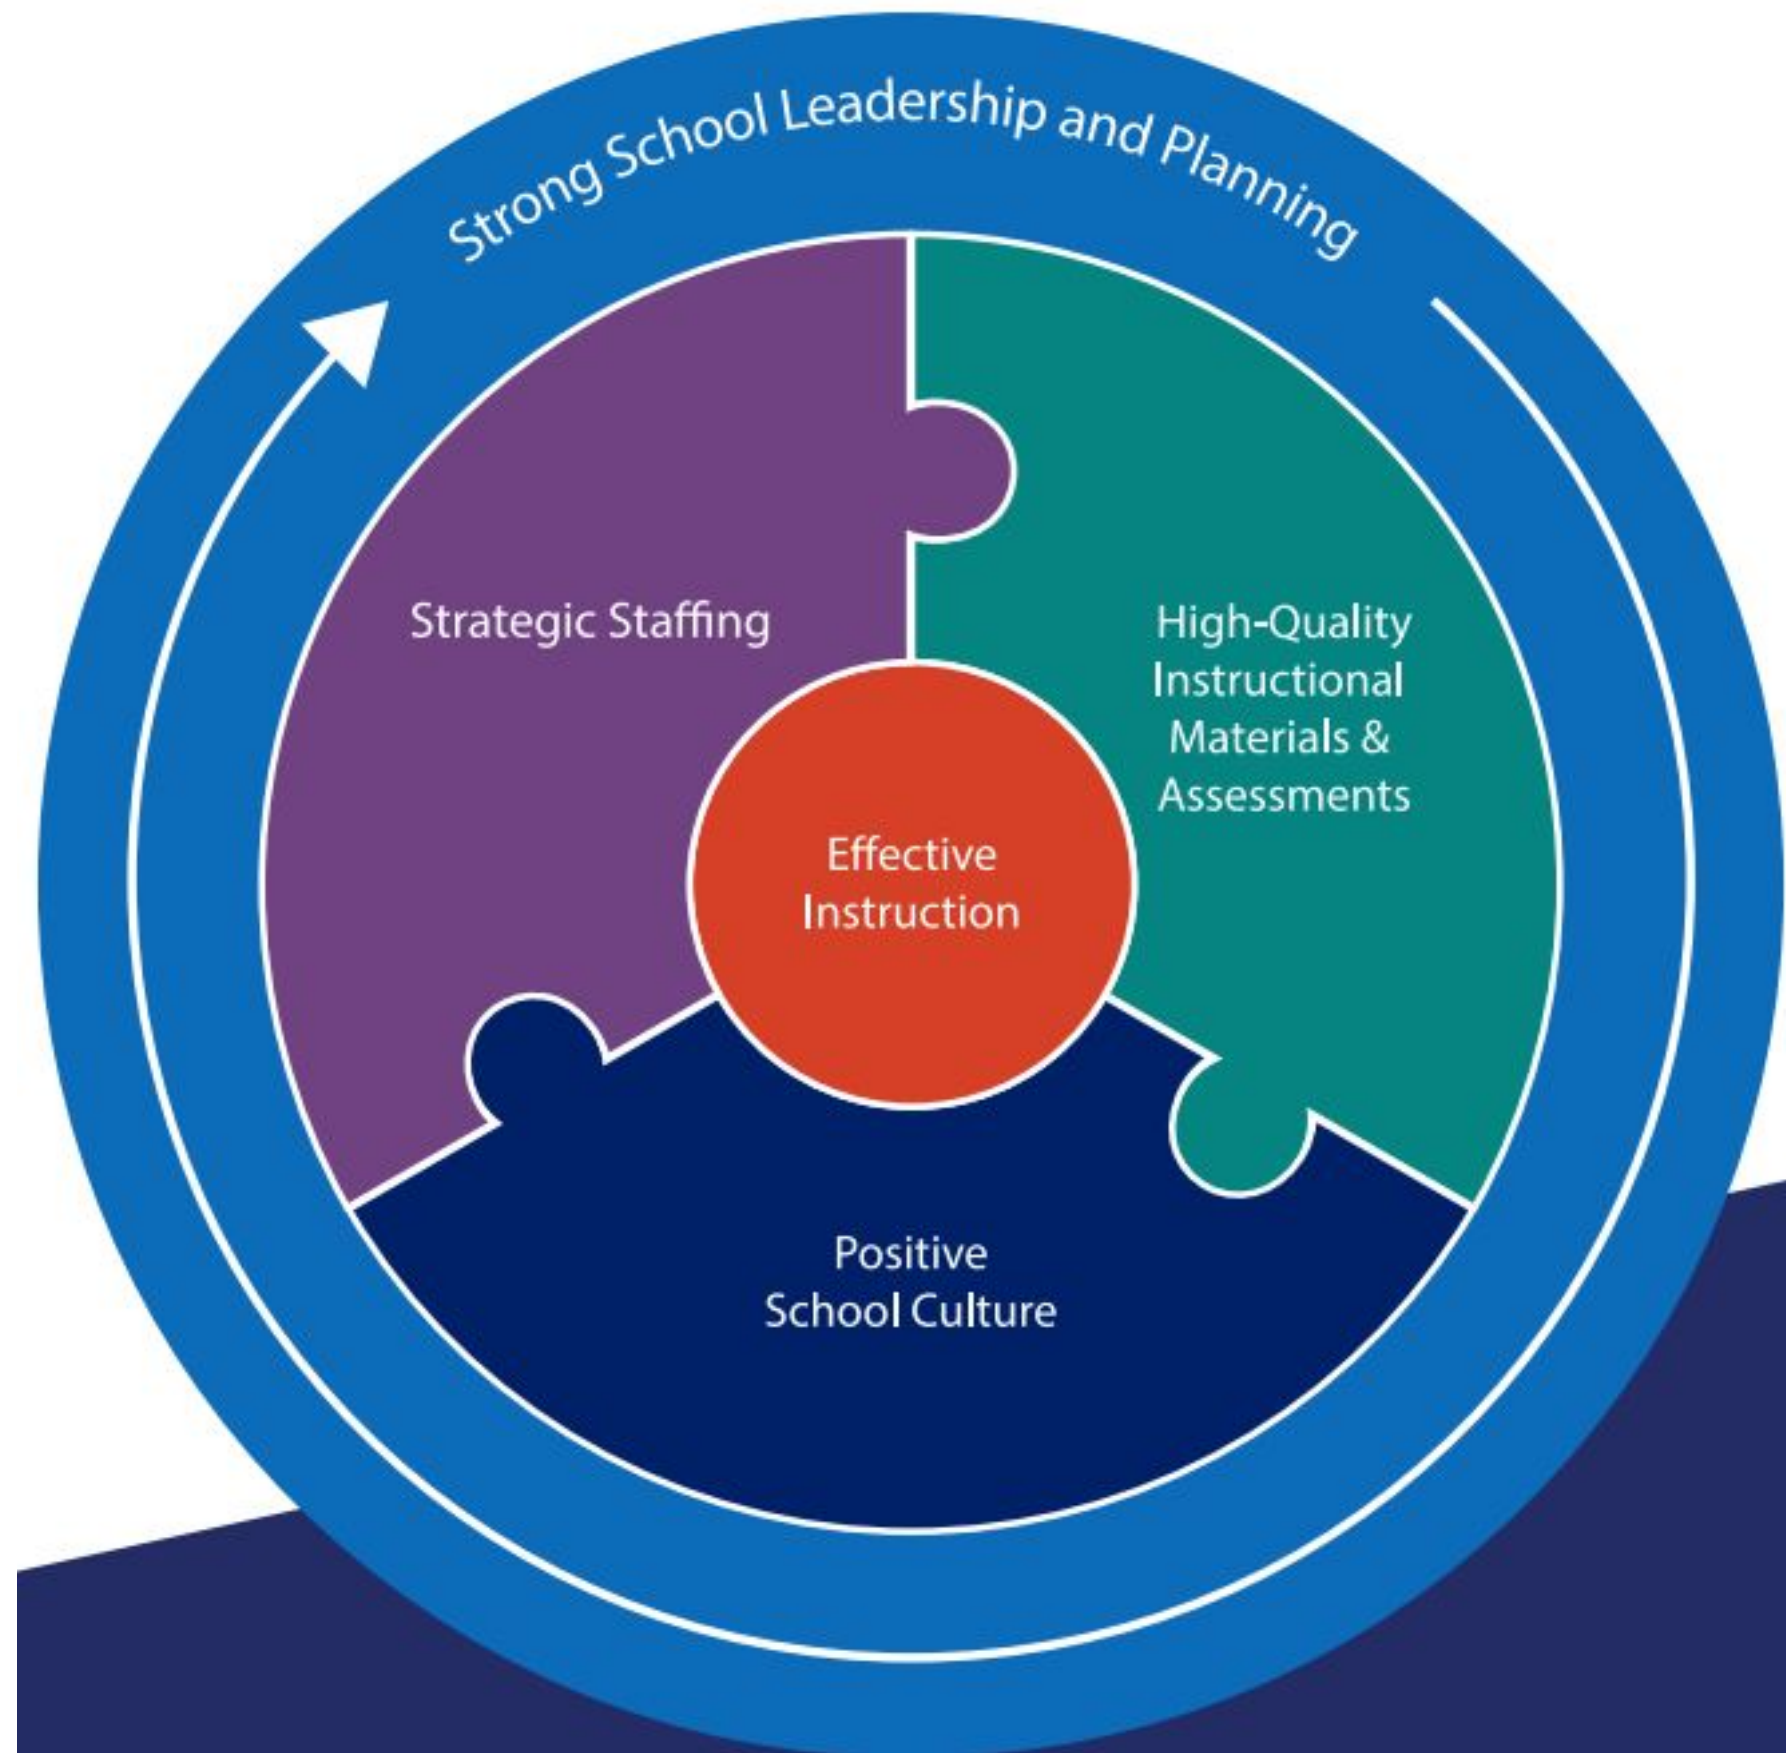 Strong School Leadership and Planning
Strategic Staffing
High-Quality
Instructional
Materials &
Assessments
Effective
Instruction
Positive
School Culture